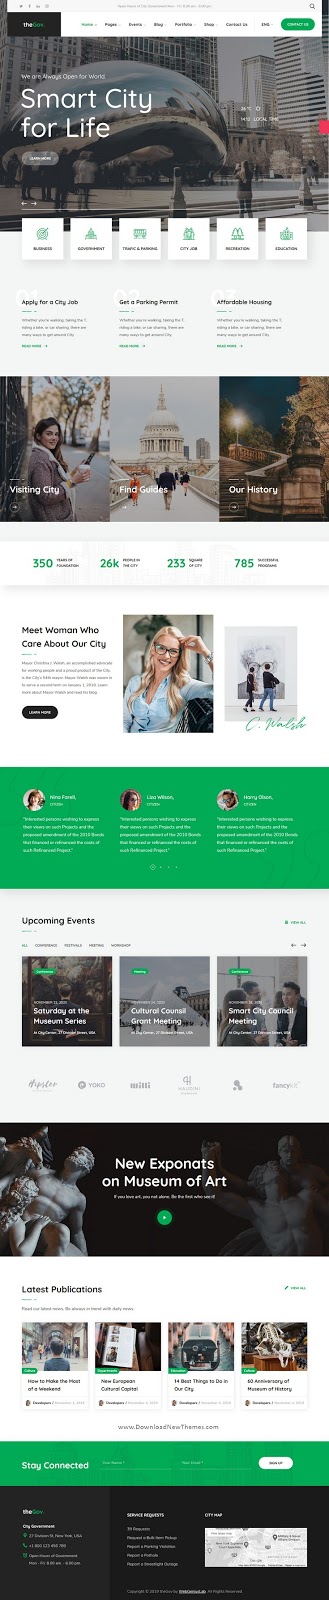 Open Hours of City Government Mon - Fri: 8.00 am - 6.00 pm
theGov.
Home Pages Events Blog Portfolio Shop Contact Us ENG CONTACT US
We are Always Open for World
Smart City
for Life
26 °C
14:12 LOCAL TIME
LEARN MORE
BUSINESS GOVERNMENT TRAFIC & PARKING CITY JOB RECREATION EDUCATION
01 02 03
Apply for a City Job
Whether you're walking, taking the T,
riding a bike, or car sharing, there are
many ways to get around City.
READ MORE
Get a Parking Permit
Whether you're walking, taking the T,
riding a bike, or car sharing, there are
many ways to get around City.
READ MORE
Affordable Housing
Whether you're walking, taking the T,
riding a bike, or car sharing, there are
many ways to get around City.
READ MORE
Visiting City
Find Guides
Our History
350 YEARS OF
FOUNDATION
26k PEOPLE IN
THE CITY
233 SQUARE
OF CITY
785 SUCCESSFUL
PROGRAMS
Meet Woman Who
Care About Our City
Mayor Christina J. Walsh, an accomplished advocate
for working people and a proud product of the City,
is the City's fifth mayor. Mayor Walsh was sworn in
to serve a second term on January 1, 2018. Learn
more about Mayor Walsh and read his blog.
LEARN MORE
C. Walsh
Nina Farell,
CITIZEN
"Interested persons wishing to express
their views on such Projects and the
proposed amendment of the 2010 Bonds
that financed or refinanced the costs of
such Refinanced Project."
Liza Wilson,
CITIZEN
"Interested persons wishing to express
their views on such Projects and the
proposed amendment of the 2010 Bonds
that financed or refinanced the costs of
such Refinanced Project."
Harry Olson,
CITIZEN
"Interested persons wishing to express
their views on such Projects and the
proposed amendment of the 2010 Bonds
that financed or refinanced the costs of
such Refinanced Project."
Upcoming Events
VIEW ALL
ALL CONFERENCE FESTIVALS MEETING WORKSHOP
Conferences
Saturday at the
Museum Series
At City Center, 27 Division Street, USA
Meeting
Cultural Counsil
Grant Meeting
At City Center, 27 Division Street, USA
Conferences
Smart City Council
Meeting
At City Center, 27 Division Street, USA
Hipster YOKO Willi HAUDINI fancykit
New Exponats
on Museum of Art
If you love art, you not alone. Be the first who see it!
Latest Publications
VIEW ALL
Read our latest news. Be always in trend with daily news.
Culture
How to Make the Most
of a Weekend
Developers / November 3, 2019
Departments
New European
Cultural Capital
Developers / November 3, 2019
Education
14 Best Things to Do in
Our City
Developers / November 3, 2019
Culture
60 Anniversary of
Museum of History
Developers / November 3, 2019
www.DownloadNewThemes.com
Stay Connected
Your Name *
Your Email *
SIGN UP
theGov.
City Government
27 Division St, New York, USA
+1 800 123 456 789
Open Hours of Government:
Mon - Fri: 8.00 am. - 6.00 pm.
SERVICE REQUESTS
311 Requests
Request a Bulk Item Pickup
Report a Parking Violation
Report a Pothole
Report a Streetlight Outage
CITY MAP
Google
Copyright © 2019 theGov by WebGeniusLab. All Rights Reserved.